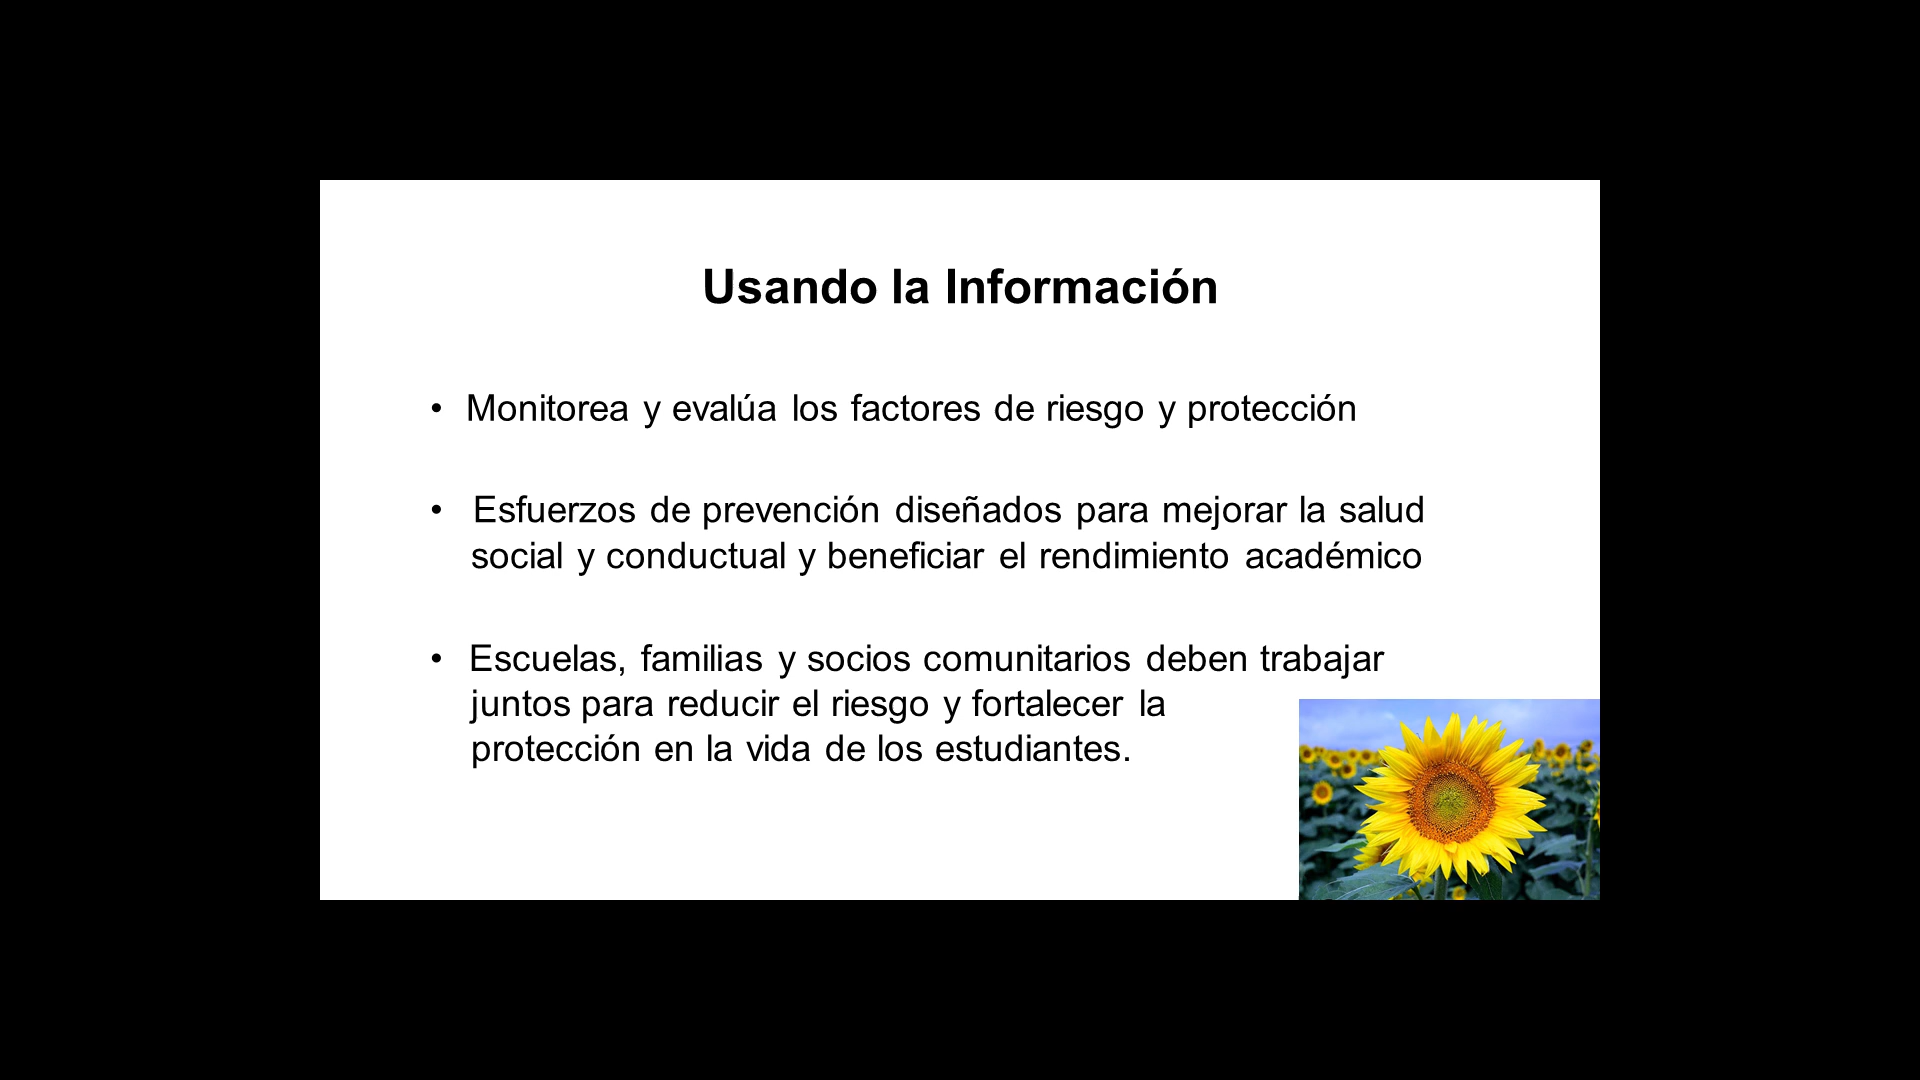 Usando la Información
• Monitorea y evalúa los factores de riesgo y protección
• Esfuerzos de prevención diseñados para mejorar la salud
social y conductual y beneficiar el rendimiento académico
• Escuelas, familias y socios comunitarios deben trabajar
juntos para reducir el riesgo y fortalecer la
protección en la vida de los estudiantes.